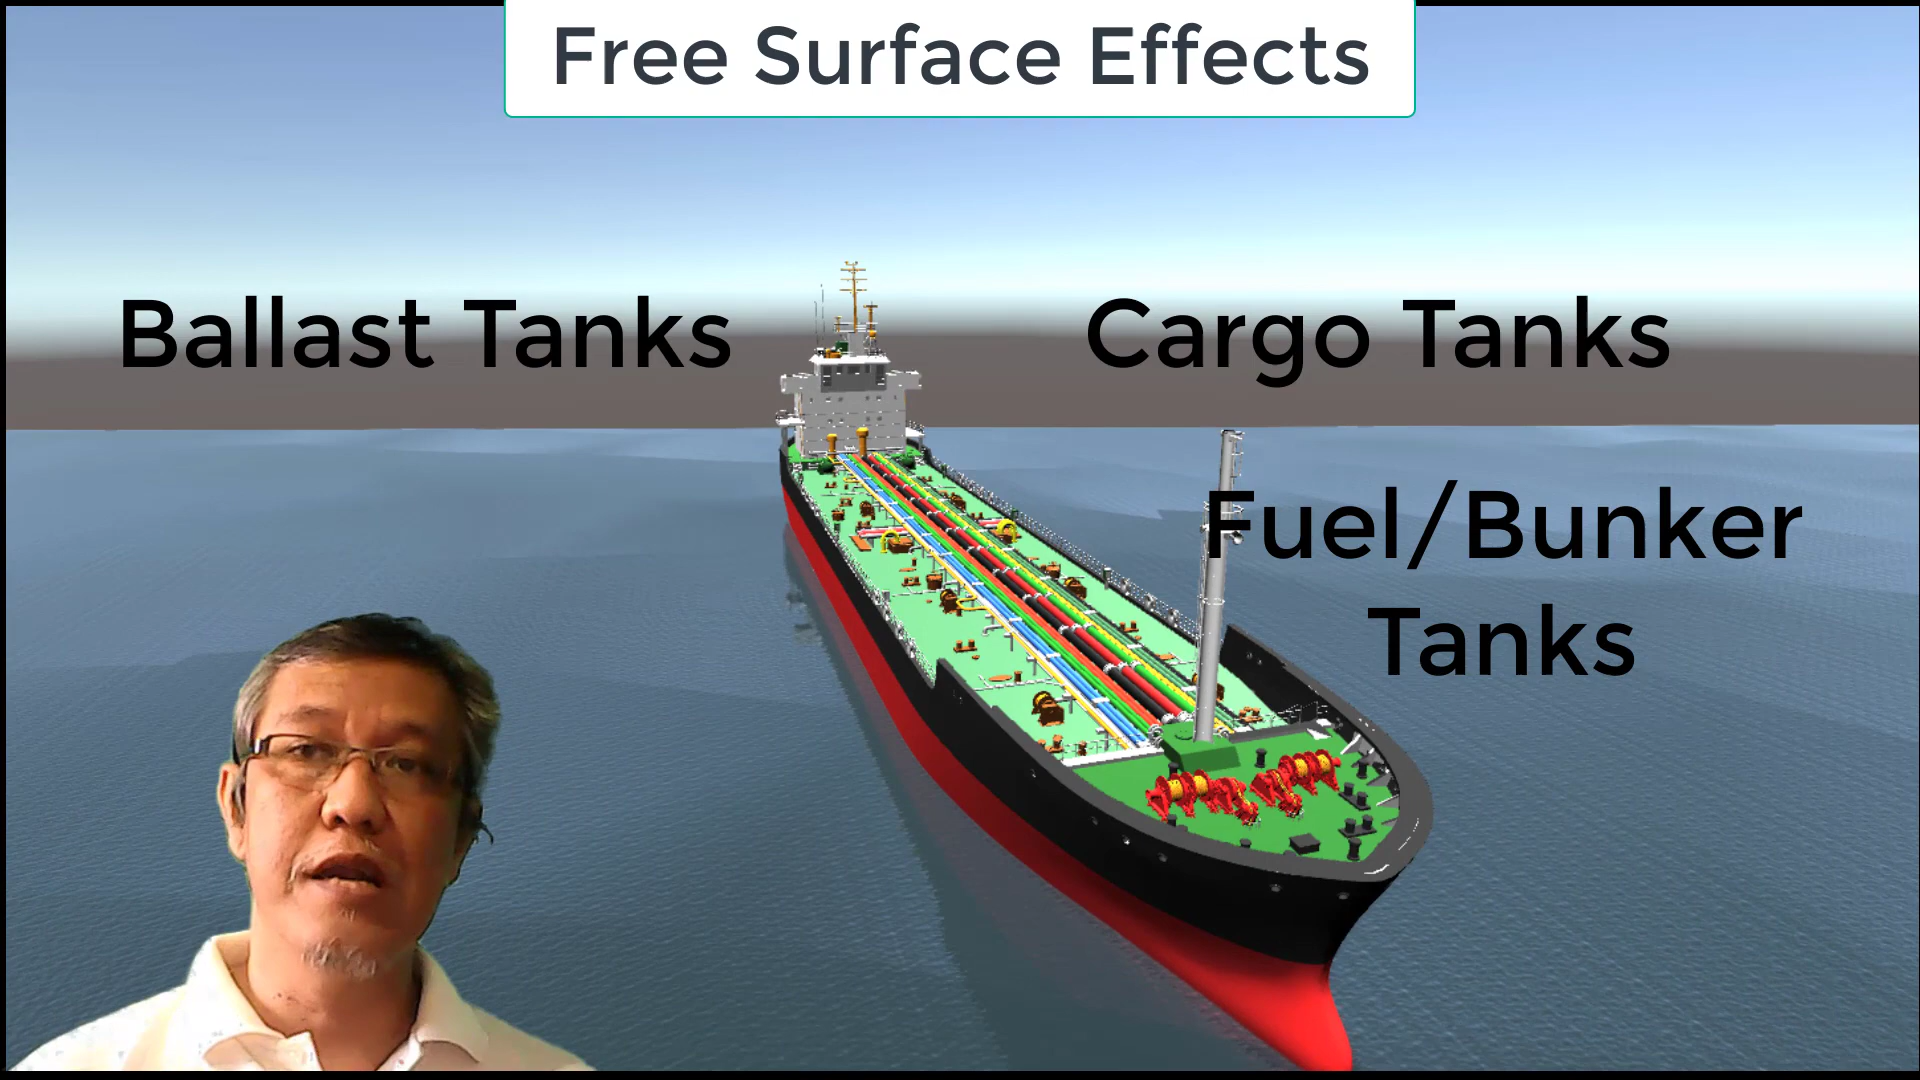 Free Surface Effects
Ballast Tanks
Cargo Tanks
Fuel/Bunker
Tanks